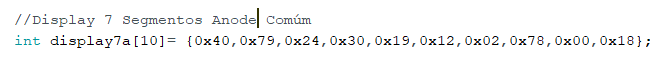 //Display 7 Segmentos Anode Comúm
int display7a[10]= {0x40,0x79,0x24,0x30,0x19,0x12,0x02,0x78,0x00,0x18};